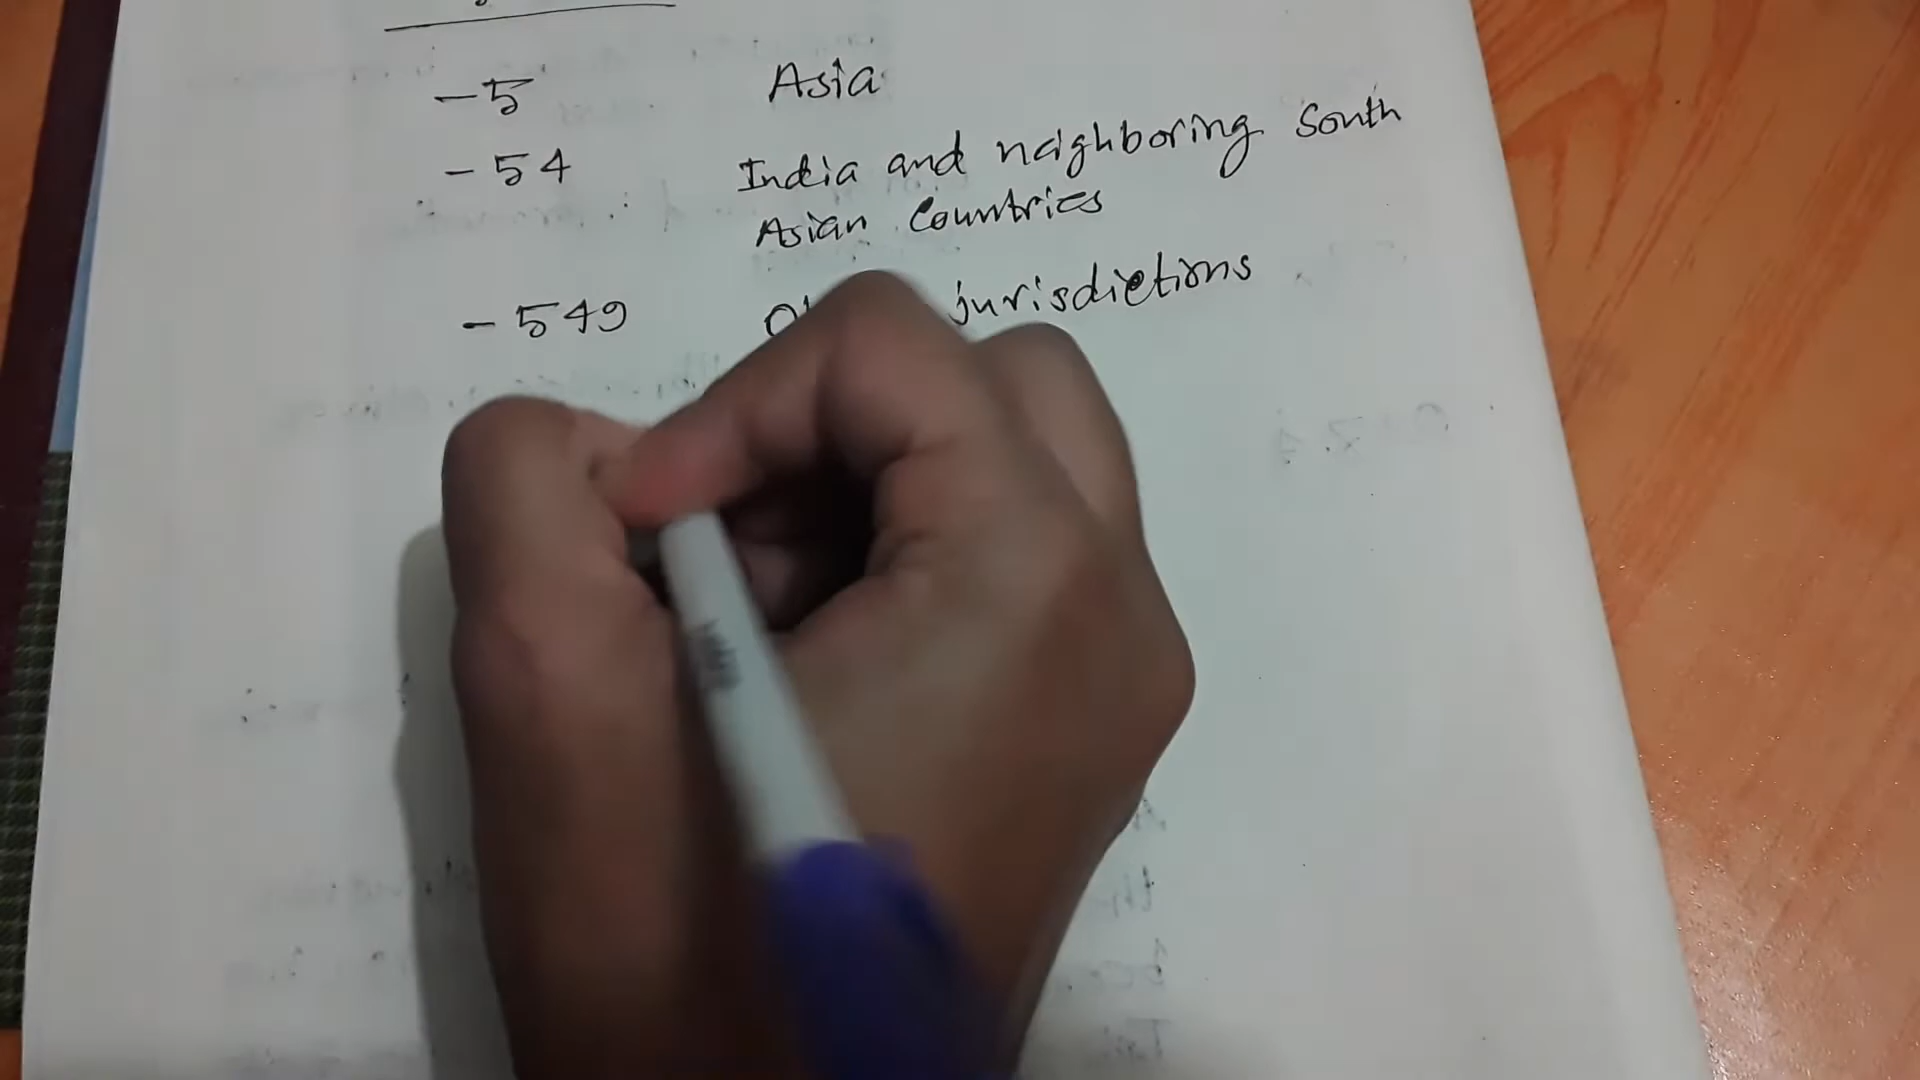 -5 Asia
-54 India and neighboring South
Asian Countries
-549 jurisdictions